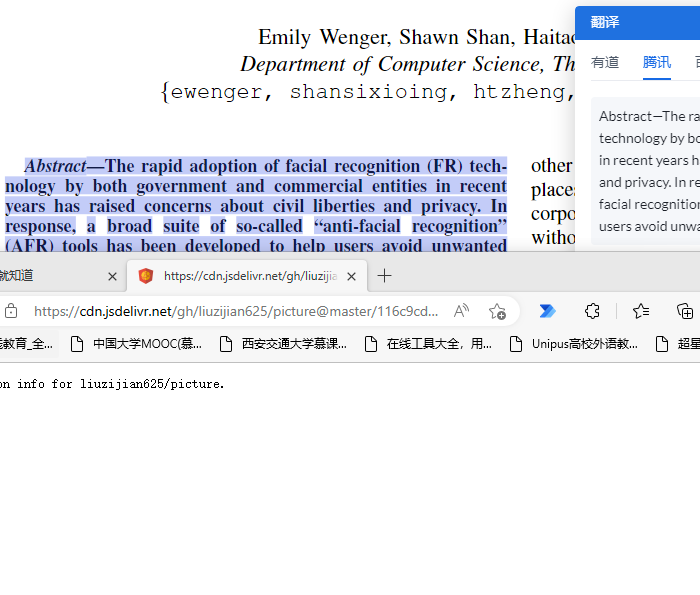 Emily Wenger, Shawn Shan, Haitao
Department of Computer Science, Th
{ewenger, shansixioing, htzheng,
Abstract—The rapid adoption of facial recognition (FR) tech-
nology by both government and commercial entities in recent
years has raised concerns about civil liberties and privacy. In
response, a broad suite of so-called “anti-facial recognition”
(AFR) tools has been developed to help users avoid unwanted
other
place
corpo
witho
翻译
有道 腾讯
Abstract—The ra
technology by bo
in recent years h
and privacy. In re
facial recognition
users avoid unwa
就知道
https://cdn.jsdelivr.net/gh/liuzijia
https://cdn.jsdelivr.net/gh/liuzijian625/picture@master/116c9cd...
教育_全...
中国大学MOOC(慕...
西安交通大学慕课...
在线工具大全，用...
Unipus高校外语教...
超星
on info for liuzijian625/picture.